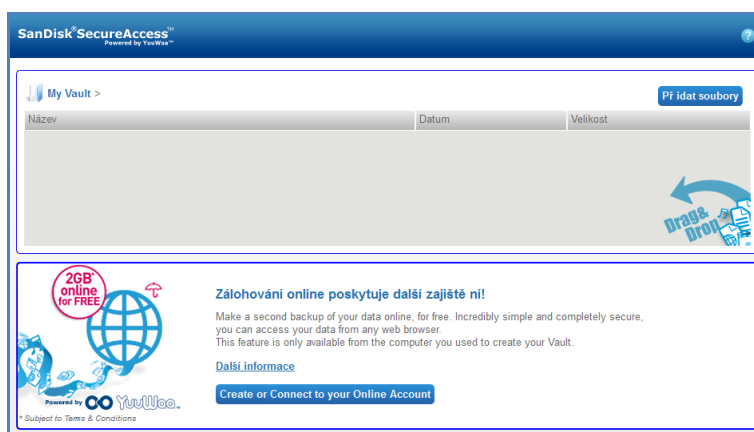 SanDisk®SecureAccess™
Powered by YuuWaa™
?
My Vault >
Př idat soubory
Název Datum Velikost
Drag&
Drop
2GB*
online
for FREE
Zálohování online poskytuje další zajiště ní!
Make a second backup of your data online, for free. Incredibly simple and completely secure,
you can access your data from any web browser.
This feature is only available from the computer you used to create your Vault.
Další informace
Create or Connect to your Online Account
Powered by YuuWaa.
* Subject to Terms & Conditions